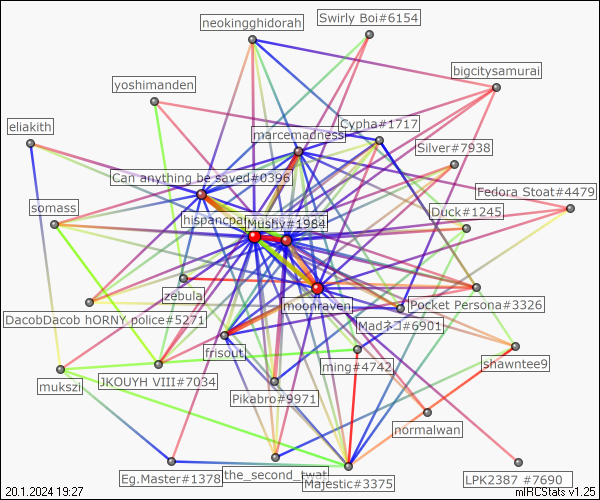 Swirly Boi#6154
neokingghidorah
bigcitysamurai
yoshimanden
eliakith
Cypha#1717
marcemadness
Silver#7938
Can anything be saved#0396
Fedora Stoat#4479
somass
Duck#1245
Mushy#1984
zebula
moonraven
Pocket Persona#3326
DacobDacob hORNY police#5271
Madネコ#6901
frisout
shawntee9
ming#4742
mukszi
JKOUYH VIII#7034
Pikabro#9971
normalwan
the_second_twat
Eg.Master#1378
Majestic#3375
LPK2387 #7690
20.1.2024 19:27
mIRCStats v1.25